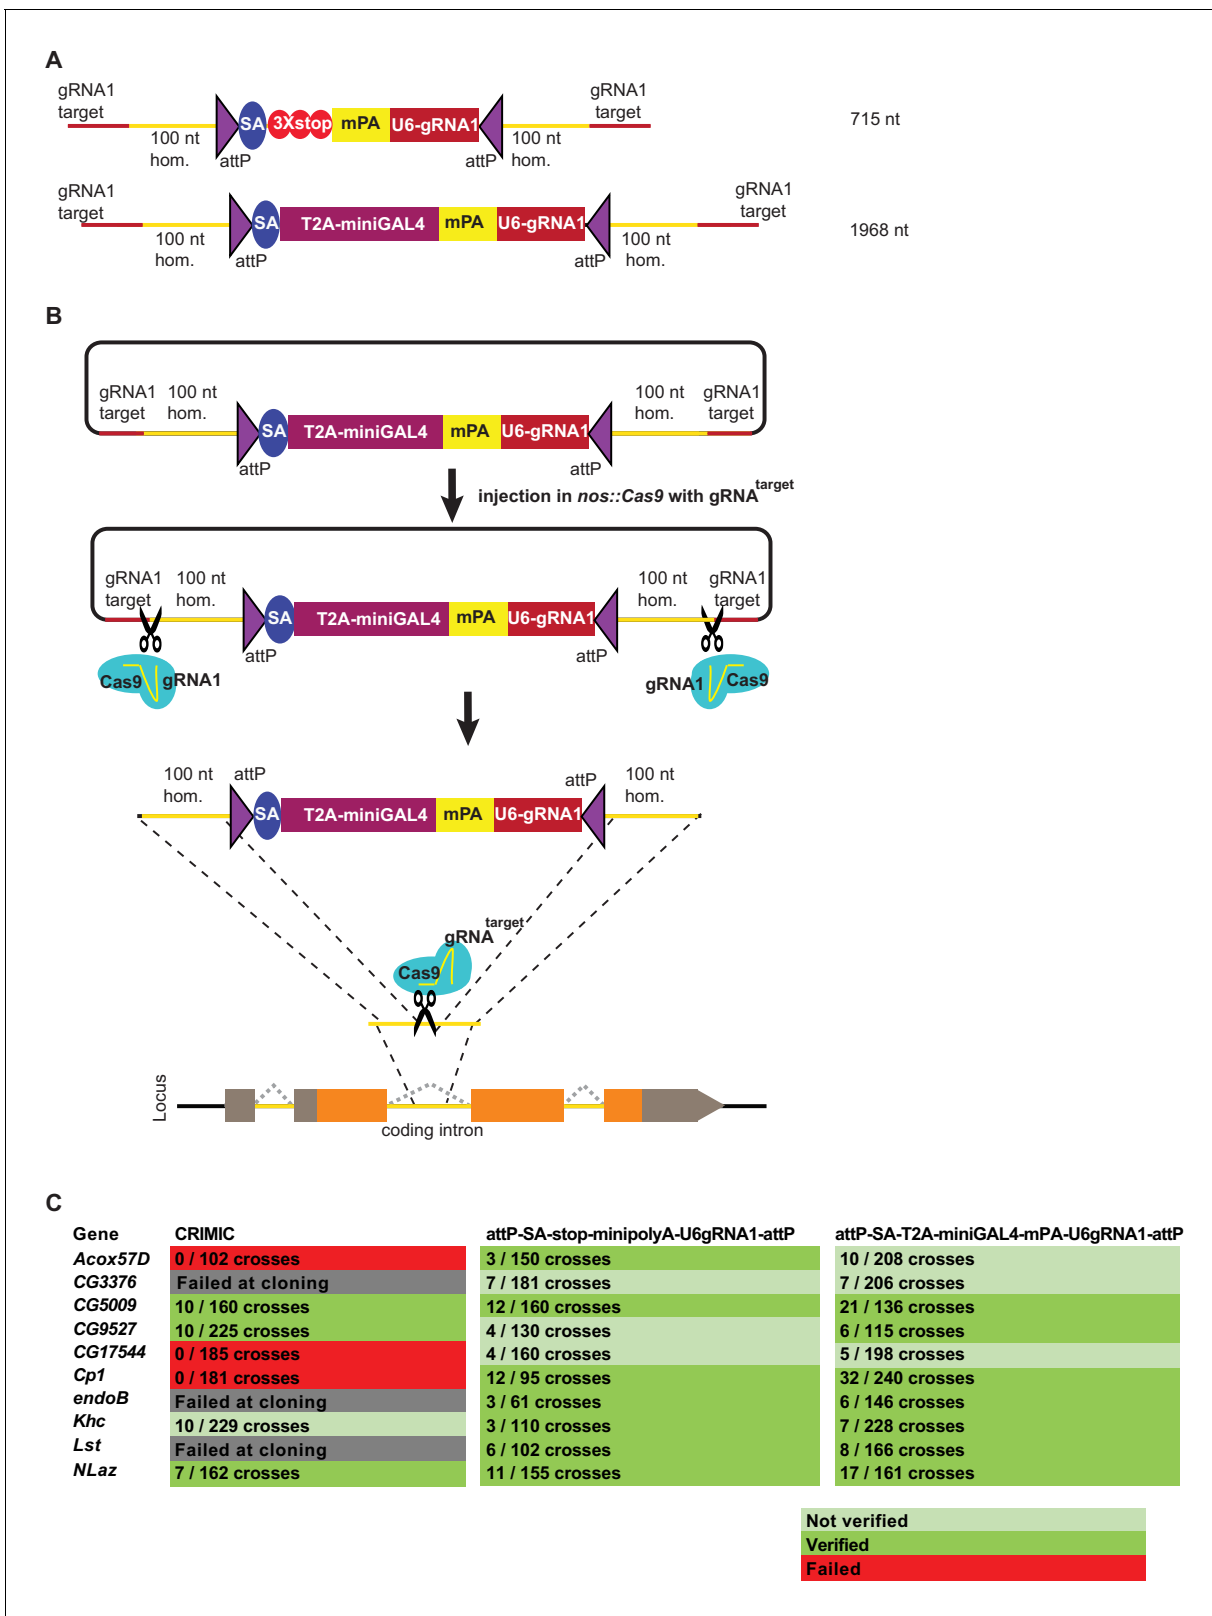 A
gRNA1
target
100 nt
hom.
attP
SA
3Xstop
mPA
U6-gRNA1
attP
100 nt
hom.
gRNA1
target
715 nt
gRNA1
target
100 nt
hom.
attP
SA
T2A-miniGAL4
mPA
U6-gRNA1
attP
100 nt
hom.
gRNA1
target
1968 nt
B
gRNA1
target
100 nt
hom.
attP
SA
T2A-miniGAL4
mPA
U6-gRNA1
attP
100 nt
hom.
gRNA1
target
injection in nos::Cas9 with gRNA target
gRNA1
target
100 nt
hom.
attP
SA
T2A-miniGAL4
mPA
U6-gRNA1
attP
100 nt
hom.
gRNA1
target
Cas9
gRNA1
gRNA1
Cas9
100 nt
hom.
attP
SA
T2A-miniGAL4
mPA
U6-gRNA1
attP
100 nt
hom.
target
gRNA
Cas9
Locus
coding intron
C
Gene CRIMIC attP-SA-stop-minipolyA-U6gRNA1-attP attP-SA-T2A-miniGAL4-mPA-U6gRNA1-attP
Acox57D 0 / 102 crosses 3 / 150 crosses 10 / 208 crosses
CG3376 Failed at cloning 7 / 181 crosses 7 / 206 crosses
CG5009 10 / 160 crosses 12 / 160 crosses 21 / 136 crosses
CG9527 10 / 225 crosses 4 / 130 crosses 6 / 115 crosses
CG17544 0 / 185 crosses 4 / 160 crosses 5 / 198 crosses
Cp1 0 / 181 crosses 12 / 95 crosses 32 / 240 crosses
endoB Failed at cloning 3 / 61 crosses 6 / 146 crosses
Khc 10 / 229 crosses 3 / 110 crosses 7 / 228 crosses
Lst Failed at cloning 6 / 102 crosses 8 / 166 crosses
NLaz 7 / 162 crosses 11 / 155 crosses 17 / 161 crosses
Not verified
Verified
Failed